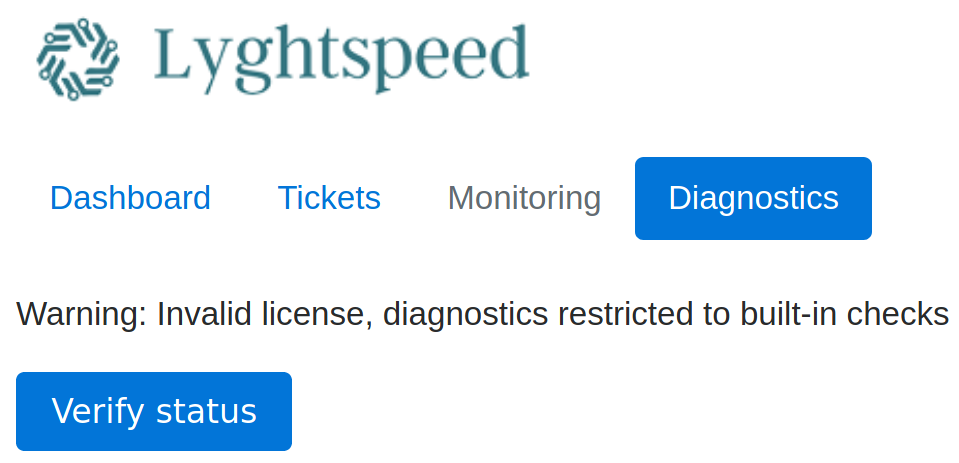 Lyghtspeed
Dashboard Tickets Monitoring Diagnostics
Warning: Invalid license, diagnostics restricted to built-in checks
Verify status